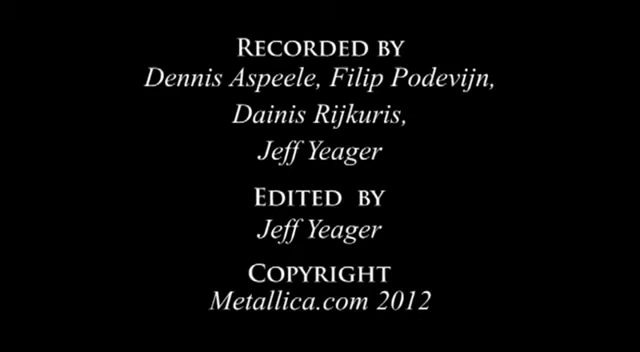 RECORDED BY
Dennis Aspeele, Filip Podevijn,
Dainis Rijkuris,
Jeff Yeager
EDITED BY
Jeff Yeager
COPYRIGHT
Metallica.com 2012